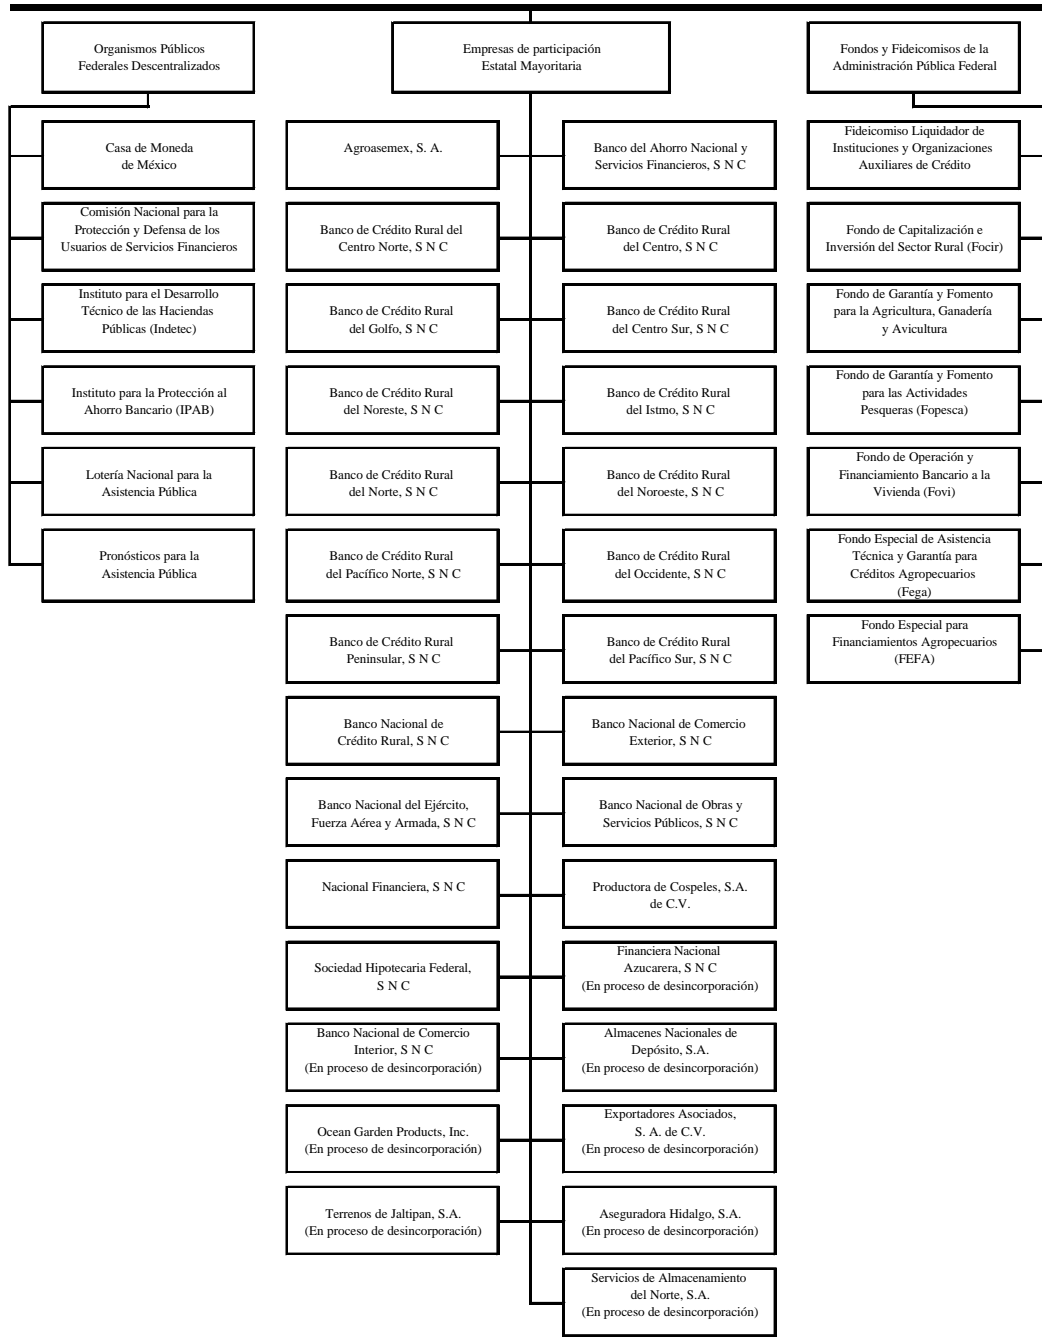 Organismos Públicos
Federales Descentralizados
Empresas de participación
Estatal Mayoritaria
Fondos y Fideicomisos de la
Administración Pública Federal
Casa de Moneda
de México
Agroasemex, S. A.
Banco del Ahorro Nacional y
Servicios Financieros, S N C
Fideicomiso Liquidador de
Instituciones y Organizaciones
Auxiliares de Crédito
Comisión Nacional para la
Protección y Defensa de los
Usuarios de Servicios Financieros
Banco de Crédito Rural del
Centro Norte, S N C
Banco de Crédito Rural
del Centro, S N C
Fondo de Capitalización e
Inversión del Sector Rural (Focir)
Instituto para el Desarrollo
Técnico de las Haciendas
Públicas (Indetec)
Banco de Crédito Rural
del Golfo, S N C
Banco de Crédito Rural
del Centro Sur, S N C
Fondo de Garantía y Fomento
para la Agricultura, Ganadería
y Avicultura
Instituto para la Protección al
Ahorro Bancario (IPAB)
Banco de Crédito Rural
del Noreste, S N C
Banco de Crédito Rural
del Istmo, S N C
Fondo de Garantía y Fomento
para las Actividades
Pesqueras (Fopesca)
Lotería Nacional para la
Asistencia Pública
Banco de Crédito Rural
del Norte, S N C
Banco de Crédito Rural
del Noroeste, S N C
Fondo de Operación y
Financiamiento Bancario a la
Vivienda (Fovi)
Pronósticos para la
Asistencia Pública
Banco de Crédito Rural
del Pacífico Norte, S N C
Banco de Crédito Rural
del Occidente, S N C
Fondo Especial de Asistencia
Técnica y Garantía para
Créditos Agropecuarios
(Fega)
Banco de Crédito Rural
Peninsular, S N C
Banco de Crédito Rural
del Pacífico Sur, S N C
Fondo Especial para
Financiamientos Agropecuarios
(FEFA)
Banco Nacional de
Crédito Rural, S N C
Banco Nacional de Comercio
Exterior, S N C
Banco Nacional del Ejército,
Fuerza Aérea y Armada, S N C
Banco Nacional de Obras y
Servicios Públicos, S N C
Nacional Financiera, S N C
Productora de Cospeles, S.A.
de C.V.
Sociedad Hipotecaria Federal,
S N C
Financiera Nacional
Azucarera, S N C
(En proceso de desincorporación)
Banco Nacional de Comercio
Interior, S N C
(En proceso de desincorporación)
Almacenes Nacionales de
Depósito, S.A.
(En proceso de desincorporación)
Ocean Garden Products, Inc.
(En proceso de desincorporación)
Exportadores Asociados,
S. A. de C.V.
(En proceso de desincorporación)
Terrenos de Jaltipan, S.A.
(En proceso de desincorporación)
Aseguradora Hidalgo, S.A.
(En proceso de desincorporación)
Servicios de Almacenamiento
del Norte, S.A.
(En proceso de desincorporación)